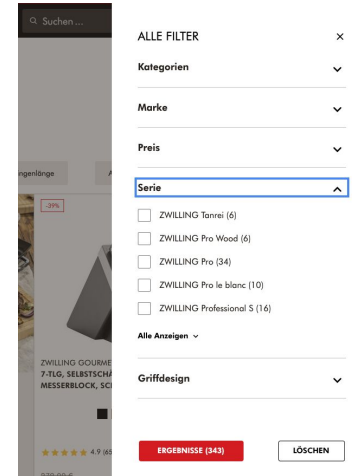 Suchen ...
ALLE FILTER
Kategorien
Marke
Preis
Serie
ZWILLING Tanrei (6)
ZWILLING Pro Wood (6)
ZWILLING Pro (34)
ZWILLING Pro le blanc (10)
ZWILLING Professional S (16)
Alle Anzeigen
Griffdesign
ERGEBNISSE (343)
LÖSCHEN
ngenlänge
A
-39%
ZWILLING GOURME
7-TLG, SELBSTSCHÄ
MESSERBLOCK, SC
4.9 (65